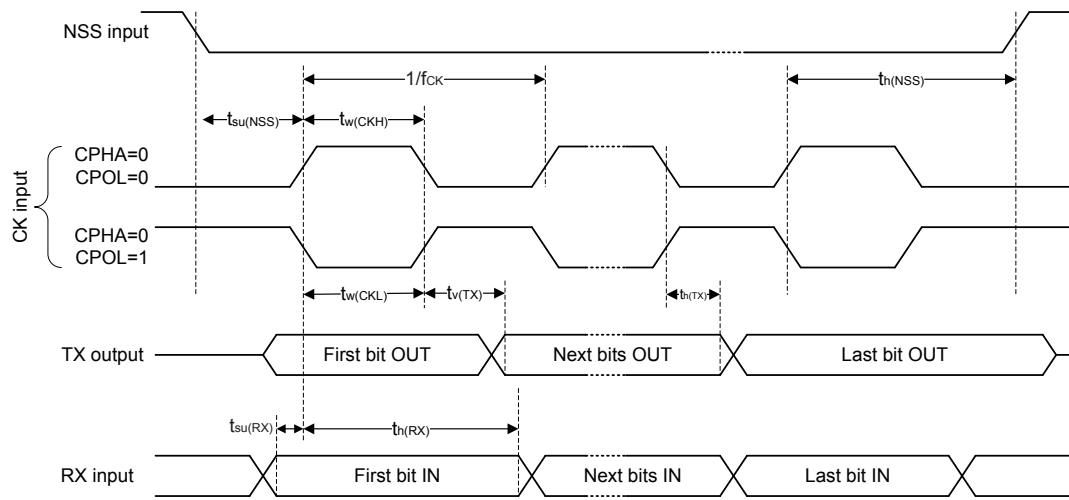 NSS input
1/fCK
th(NSS)
tsu(NSS)
tw(CKH)
CK input
CPHA=0
CPOL=0
CPHA=0
CPOL=1
tw(CKL)
tv(TX)
th(TX)
TX output
First bit OUT
Next bits OUT
Last bit OUT
tsu(RX)
th(RX)
RX input
First bit IN
Next bits IN
Last bit IN